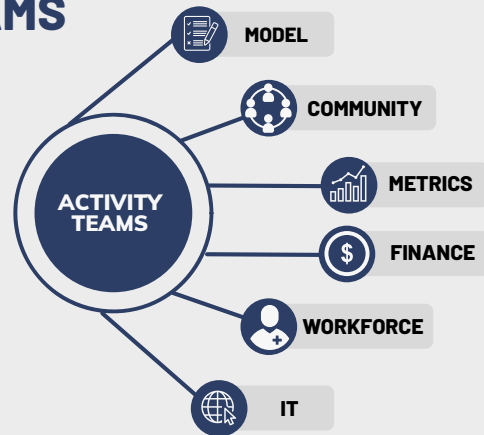 AMS
MODEL
COMMUNITY
ACTIVITY
TEAMS
METRICS
$
FINANCE
WORKFORCE
IT